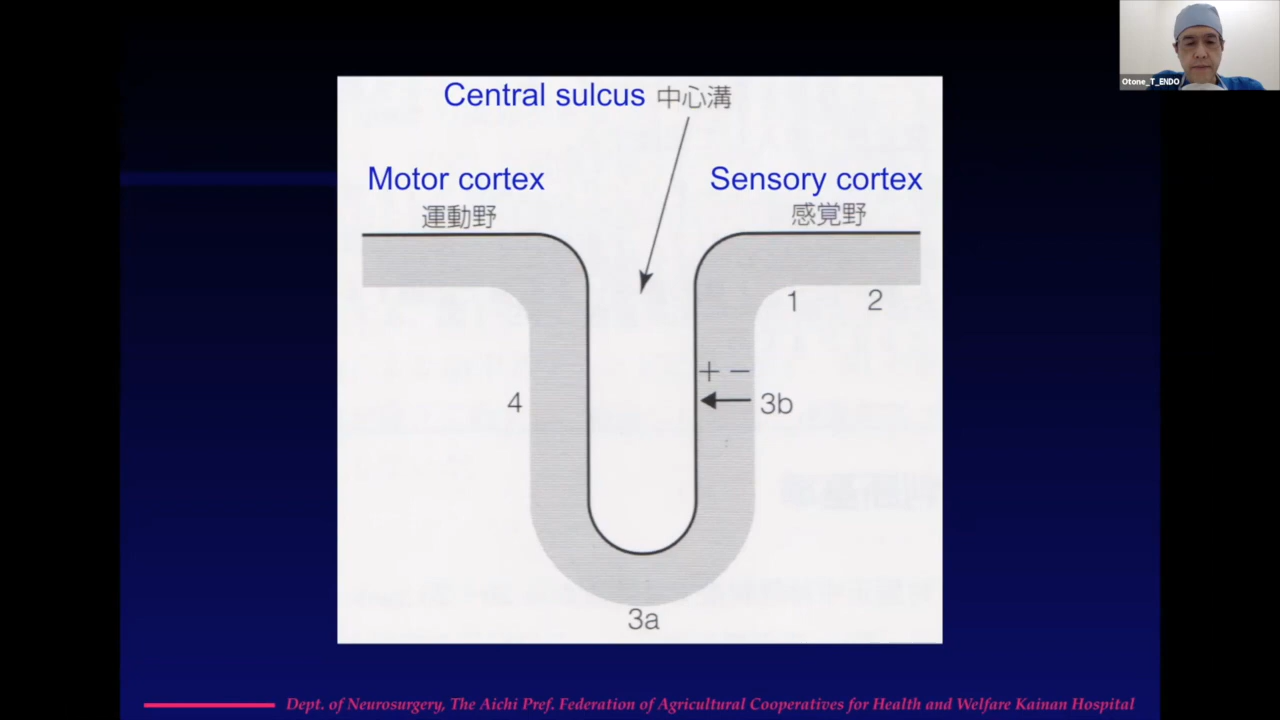 Otone_T_ENDO
Central sulcus 中心溝
Motor cortex
Sensory cortex
運動野
感覚野
1
2
+ −
4
3b
3a
Dept. of Neurosurgery, The Aichi Pref. Federation of Agricultural Cooperatives for Health and Welfare Kainan Hospital